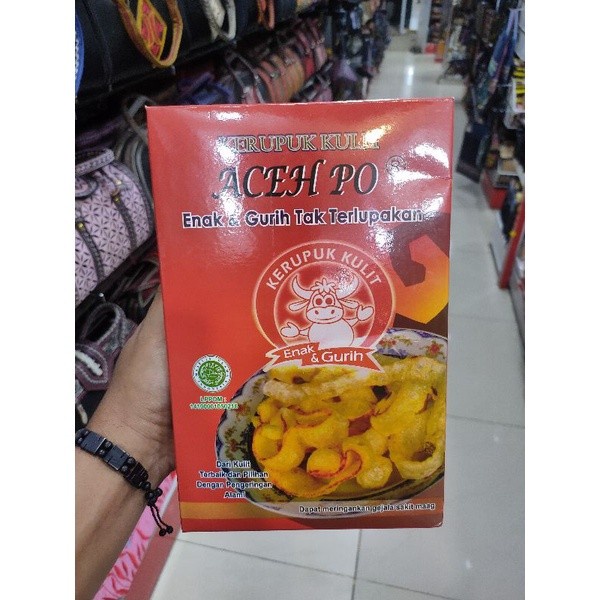 KERUPUK KULIT
ACEH PO
Enak & Gurih Tak Terlupakan
KERUPUK KULIT
Enak & Gurih
LPPOM :
Dari Kulit
Terbaik dan Pilihan
Dengan Pengeringan
Alami
Dapat meringankan gejala sakit maag